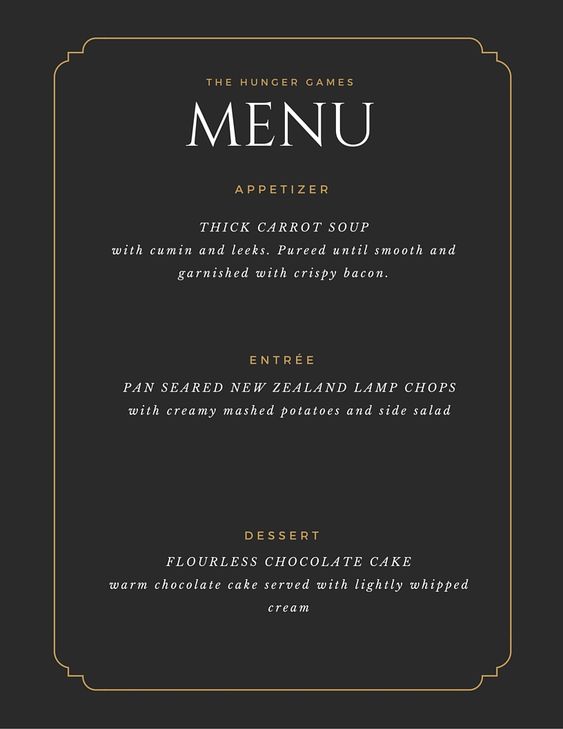 THE HUNGER GAMES
MENU
APPETIZER
THICK CARROT SOUP
with cumin and leeks. Pureed until smooth and
garnished with crispy bacon.
ENTRÉE
PAN SEARED NEW ZEALAND LAMP CHOPS
with creamy mashed potatoes and side salad
DESSERT
FLOURLESS CHOCOLATE CAKE
warm chocolate cake served with lightly whipped
cream